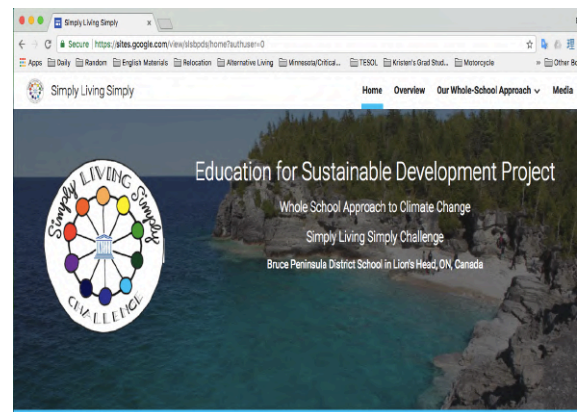 Simply Living Simply
Secure https://sites.google.com/view/slsbpds/home?authuser=0
Apps Daily Random English Materials Relocation Alternative Living Minnesota/Critical... TESOL Kristen's Grad Stud... Motorcycle » Other Bo
Simply Living Simply Home Overview Our Whole-School Approach Media
Education for Sustainable Development Project
Whole School Approach to Climate Change
Simply Living Simply Challenge
Bruce Peninsula District School in Lion's Head, ON, Canada
Simply LIVING Simply
CHALLENGE